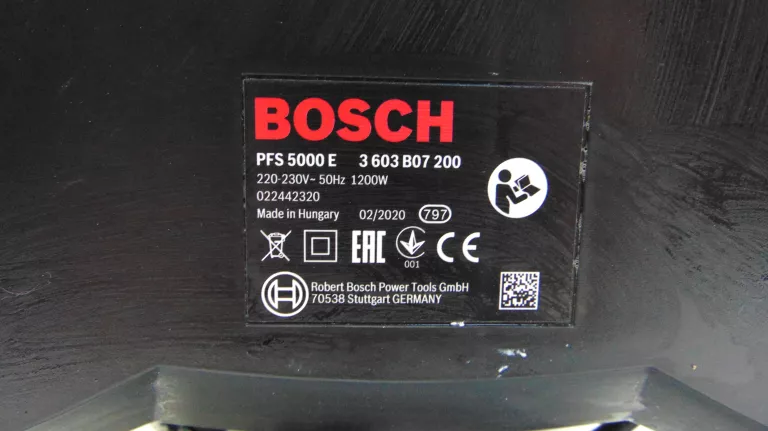 BOSCH
PFS 5000 E 3 603 B07 200
220-230V~ 50Hz 1200W
022442320
Made in Hungary 02/2020 797
EAC
001
CE
Robert Bosch Power Tools GmbH
70538 Stuttgart GERMANY